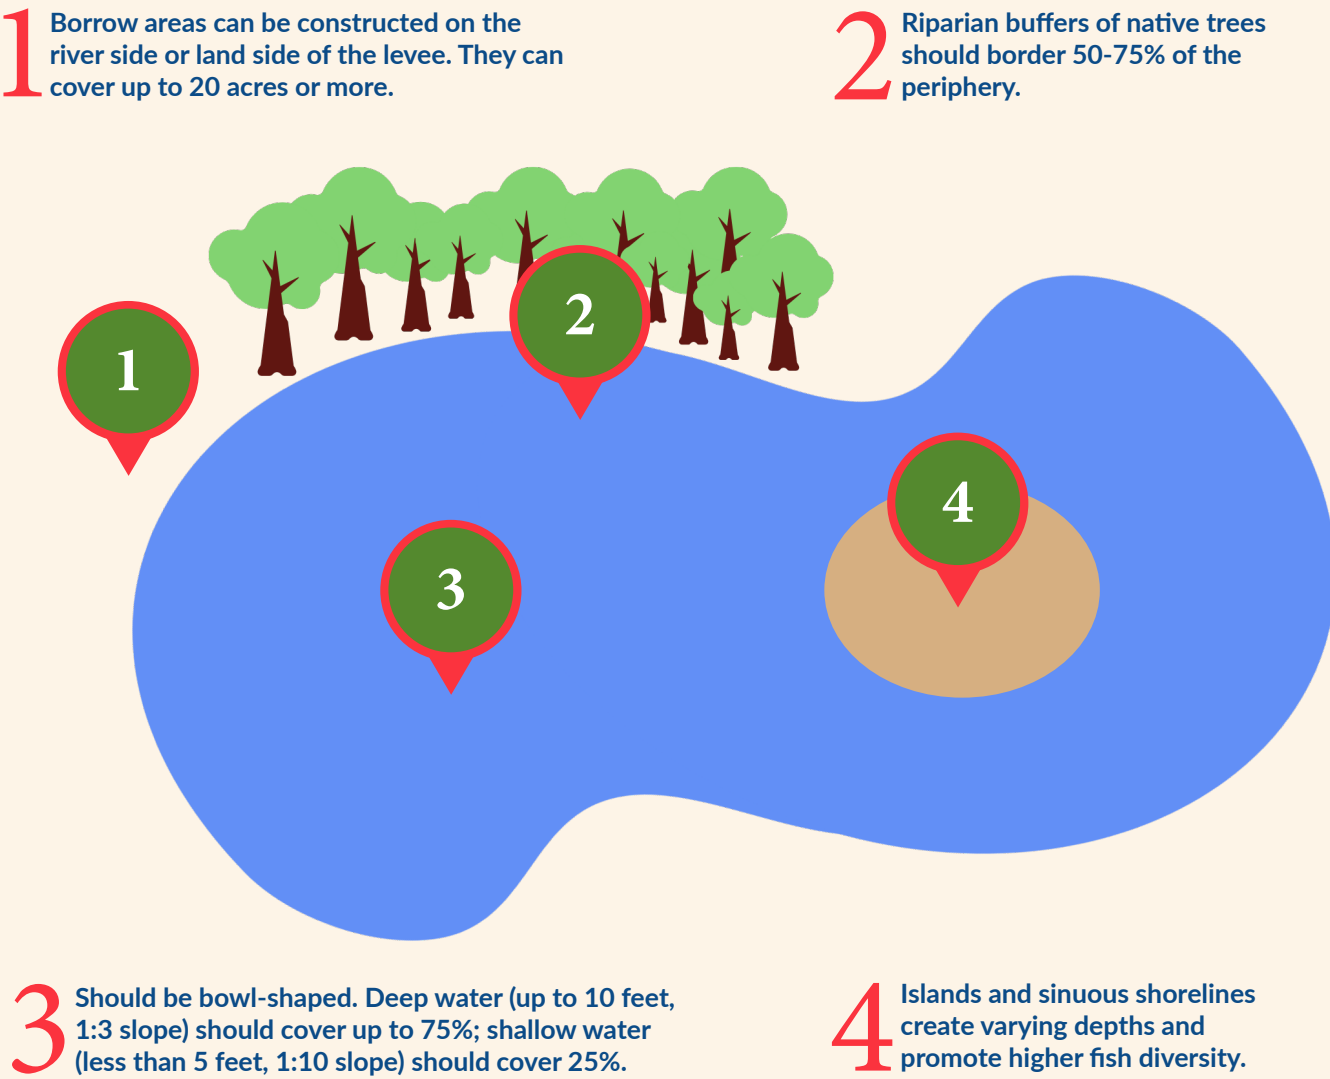 1 Borrow areas can be constructed on the
river side or land side of the levee. They can
cover up to 20 acres or more.
2 Riparian buffers of native trees
should border 50-75% of the
periphery.
2
1
4
3
3 Should be bowl-shaped. Deep water (up to 10 feet,
1:3 slope) should cover up to 75%; shallow water
(less than 5 feet, 1:10 slope) should cover 25%.
4 Islands and sinuous shorelines
create varying depths and
promote higher fish diversity.